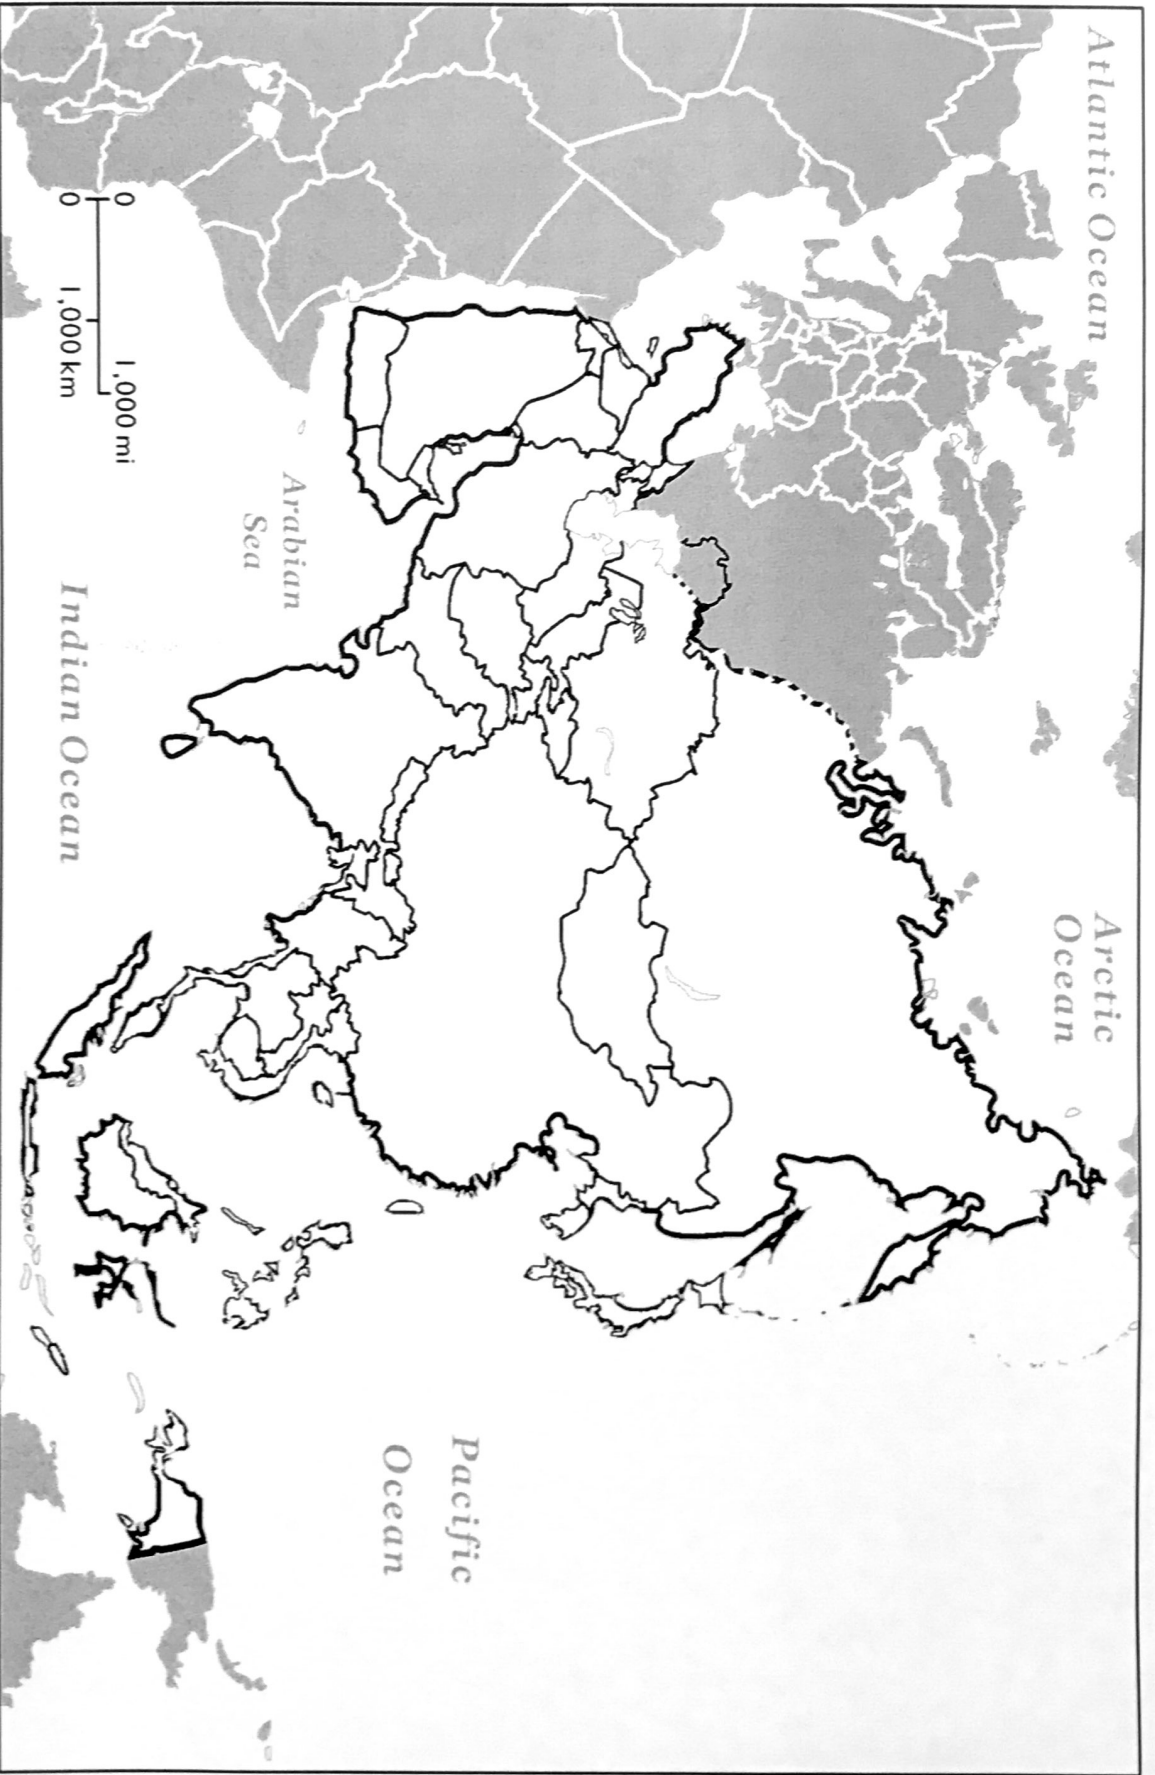 Atlantic Ocean
Arctic
Ocean
Pacific
Ocean
Arabian
Sea
Indian Ocean
0 1,000 mi
0 1,000 km